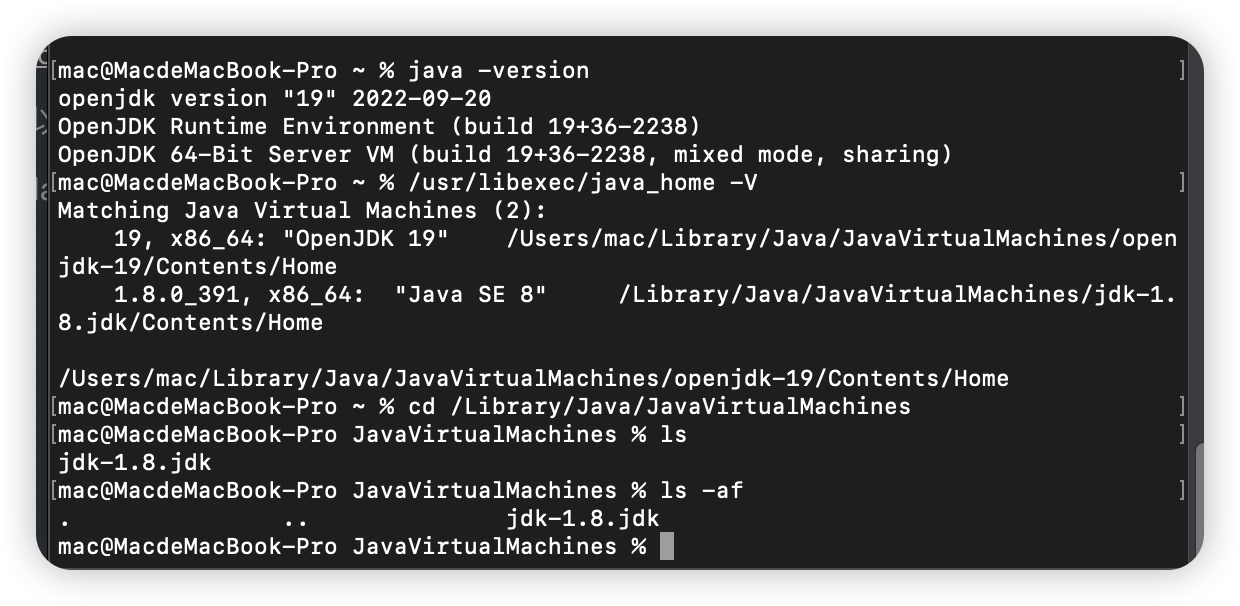 [mac@MacdeMacBook-Pro ~ % java -version ]
openjdk version "19" 2022-09-20
OpenJDK Runtime Environment (build 19+36-2238)
OpenJDK 64-Bit Server VM (build 19+36-2238, mixed mode, sharing)
[mac@MacdeMacBook-Pro ~ % /usr/libexec/java_home -V ]
Matching Java Virtual Machines (2):
    19, x86_64: "OpenJDK 19"    /Users/mac/Library/Java/JavaVirtualMachines/open
jdk-19/Contents/Home
    1.8.0_391, x86_64:  "Java SE 8"     /Library/Java/JavaVirtualMachines/jdk-1.
8.jdk/Contents/Home
/Users/mac/Library/Java/JavaVirtualMachines/openjdk-19/Contents/Home
[mac@MacdeMacBook-Pro ~ % cd /Library/Java/JavaVirtualMachines ]
[mac@MacdeMacBook-Pro JavaVirtualMachines % ls ]
jdk-1.8.jdk
[mac@MacdeMacBook-Pro JavaVirtualMachines % ls -af ]
.               ..              jdk-1.8.jdk
mac@MacdeMacBook-Pro JavaVirtualMachines %